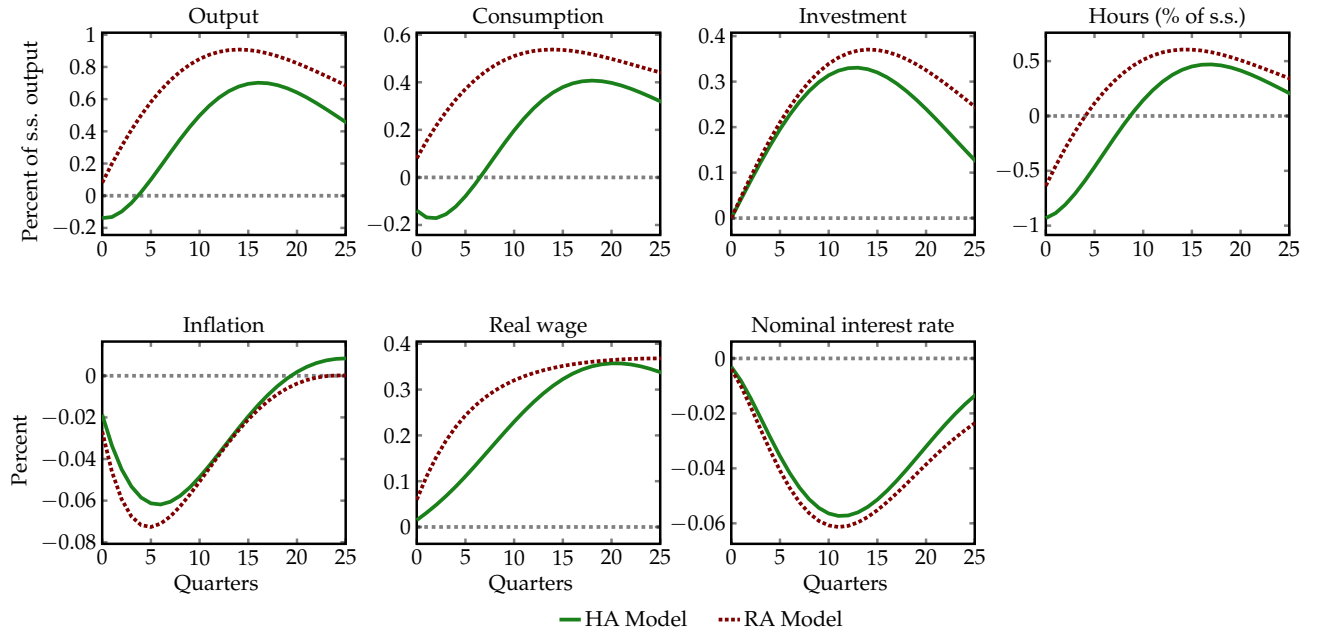 Output
Consumption
Investment
Hours (% of s.s.)
Percent of s.s. output
1
0.8
0.6
0.4
0.2
0
−0.2
0 5 10 15 20 25
0.6
0.4
0.2
0
−0.2
0 5 10 15 20 25
0.4
0.3
0.2
0.1
0
0 5 10 15 20 25
0.5
0
−0.5
−1
0 5 10 15 20 25
Inflation
Real wage
Nominal interest rate
Percent
0
−0.02
−0.04
−0.06
−0.08
0 5 10 15 20 25
Quarters
0.4
0.3
0.2
0.1
0
0 5 10 15 20 25
Quarters
0
−0.02
−0.04
−0.06
0 5 10 15 20 25
Quarters
HA Model RA Model